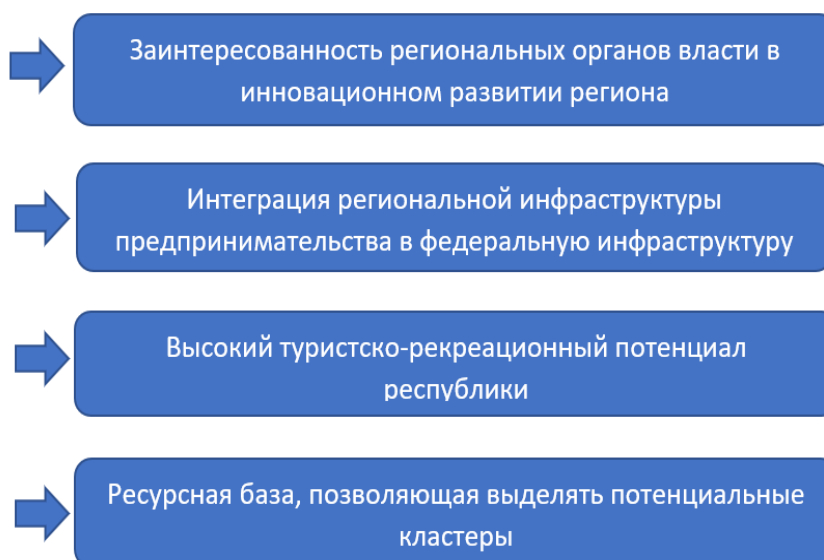 Заинтересованность региональных органов власти в
инновационном развитии региона
Интеграция региональной инфраструктуры
предпринимательства в федеральную инфраструктуру
Высокий туристско-рекреационный потенциал
республики
Ресурсная база, позволяющая выделять потенциальные
кластеры